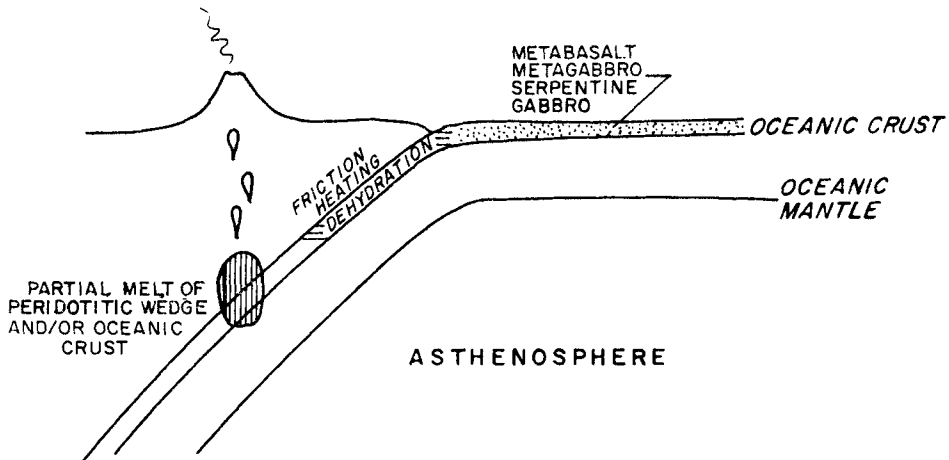 METABASALT
METAGABBRO
SERPENTINE
GABBRO
OCEANIC CRUST
FRICTION
HEATING
DEHYDRATION
OCEANIC
MANTLE
PARTIAL MELT OF
PERIDOTITIC WEDGE
AND/OR OCEANIC
CRUST
ASTHENOSPHERE